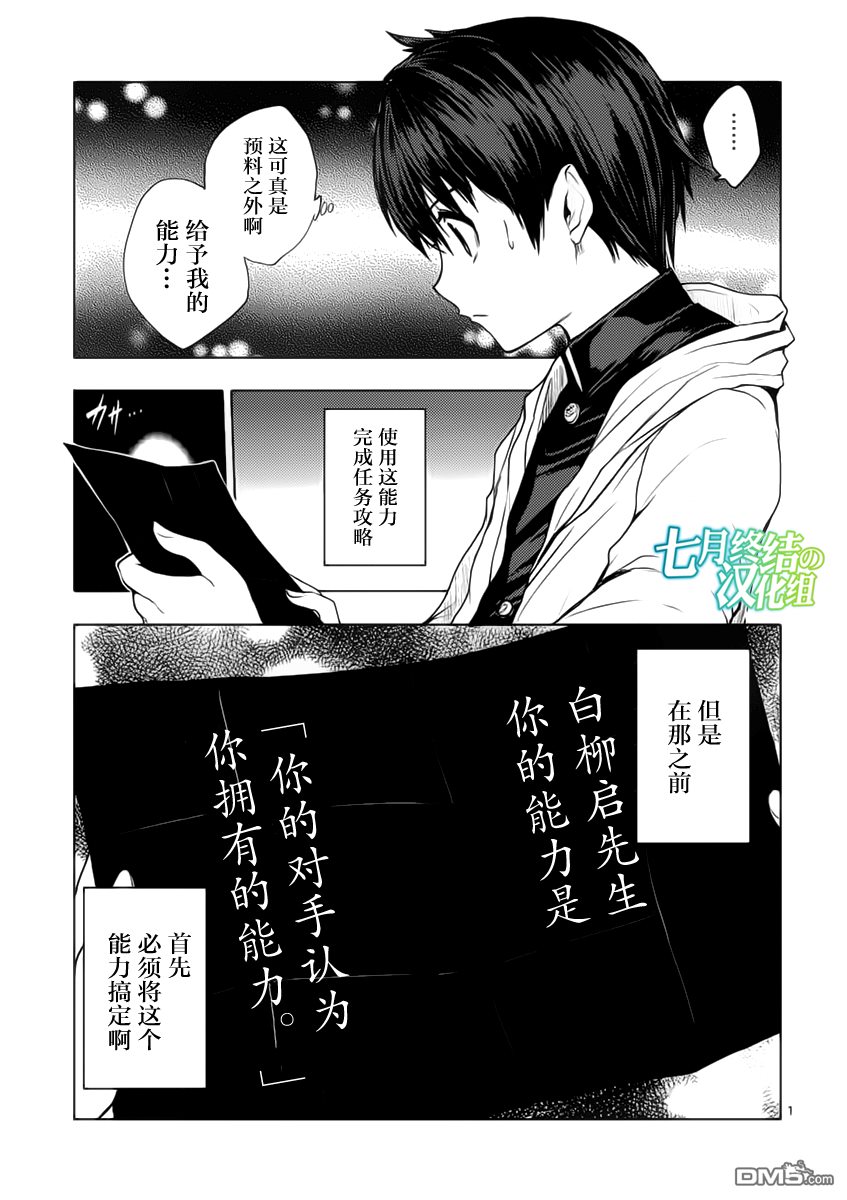 ……
这可真是
预料之外啊
给予我的
能力…
カサ…
使用这能力
完成任务攻略
七月终结の
汉化组
但是
在那之前
白柳启先生
你的能力是
「你的对手认为
你拥有的能力。」
首先
必须将这个
能力搞定啊
1
DM5.com